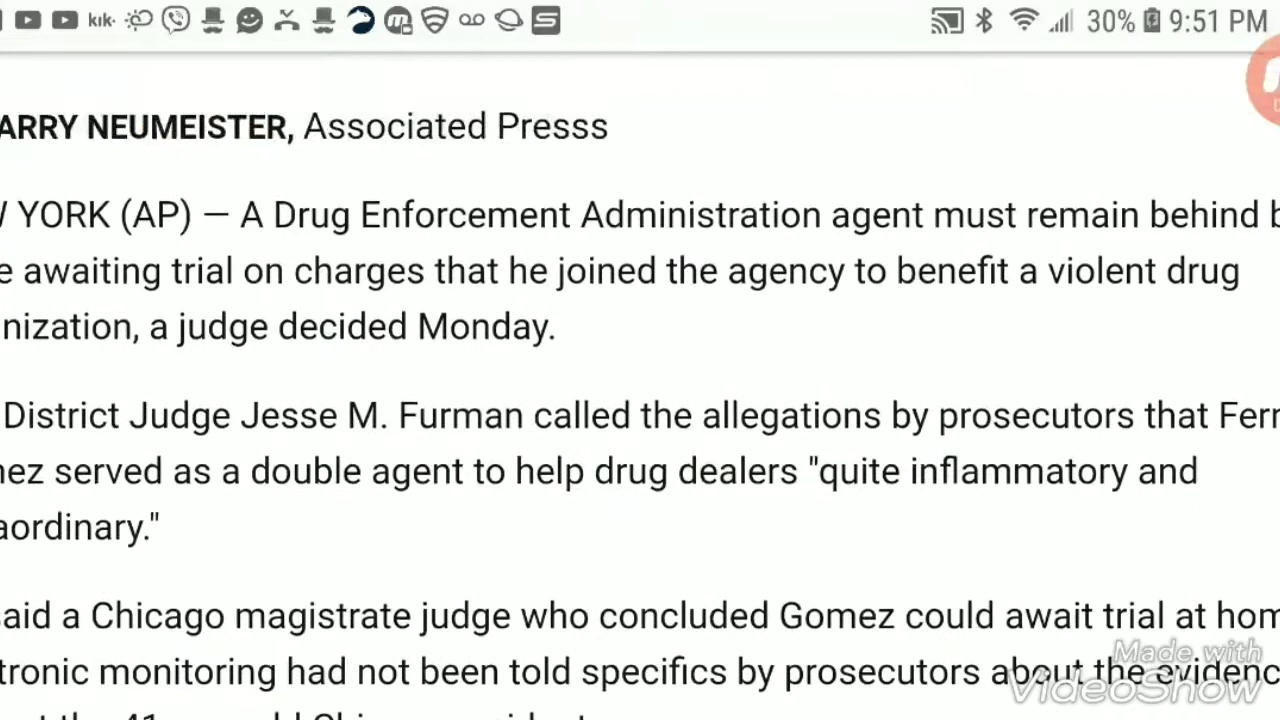 kik
30% 9:51 PM
ARRY NEUMEISTER, Associated Presss
YORK (AP) — A Drug Enforcement Administration agent must remain behind
awaiting trial on charges that he joined the agency to benefit a violent drug
nization, a judge decided Monday.
District Judge Jesse M. Furman called the allegations by prosecutors that Fern
ez served as a double agent to help drug dealers "quite inflammatory and
aordinary."
said a Chicago magistrate judge who concluded Gomez could await trial at hom
tronic monitoring had not been told specifics by prosecutors about the evidenc
Made with
VideoShow